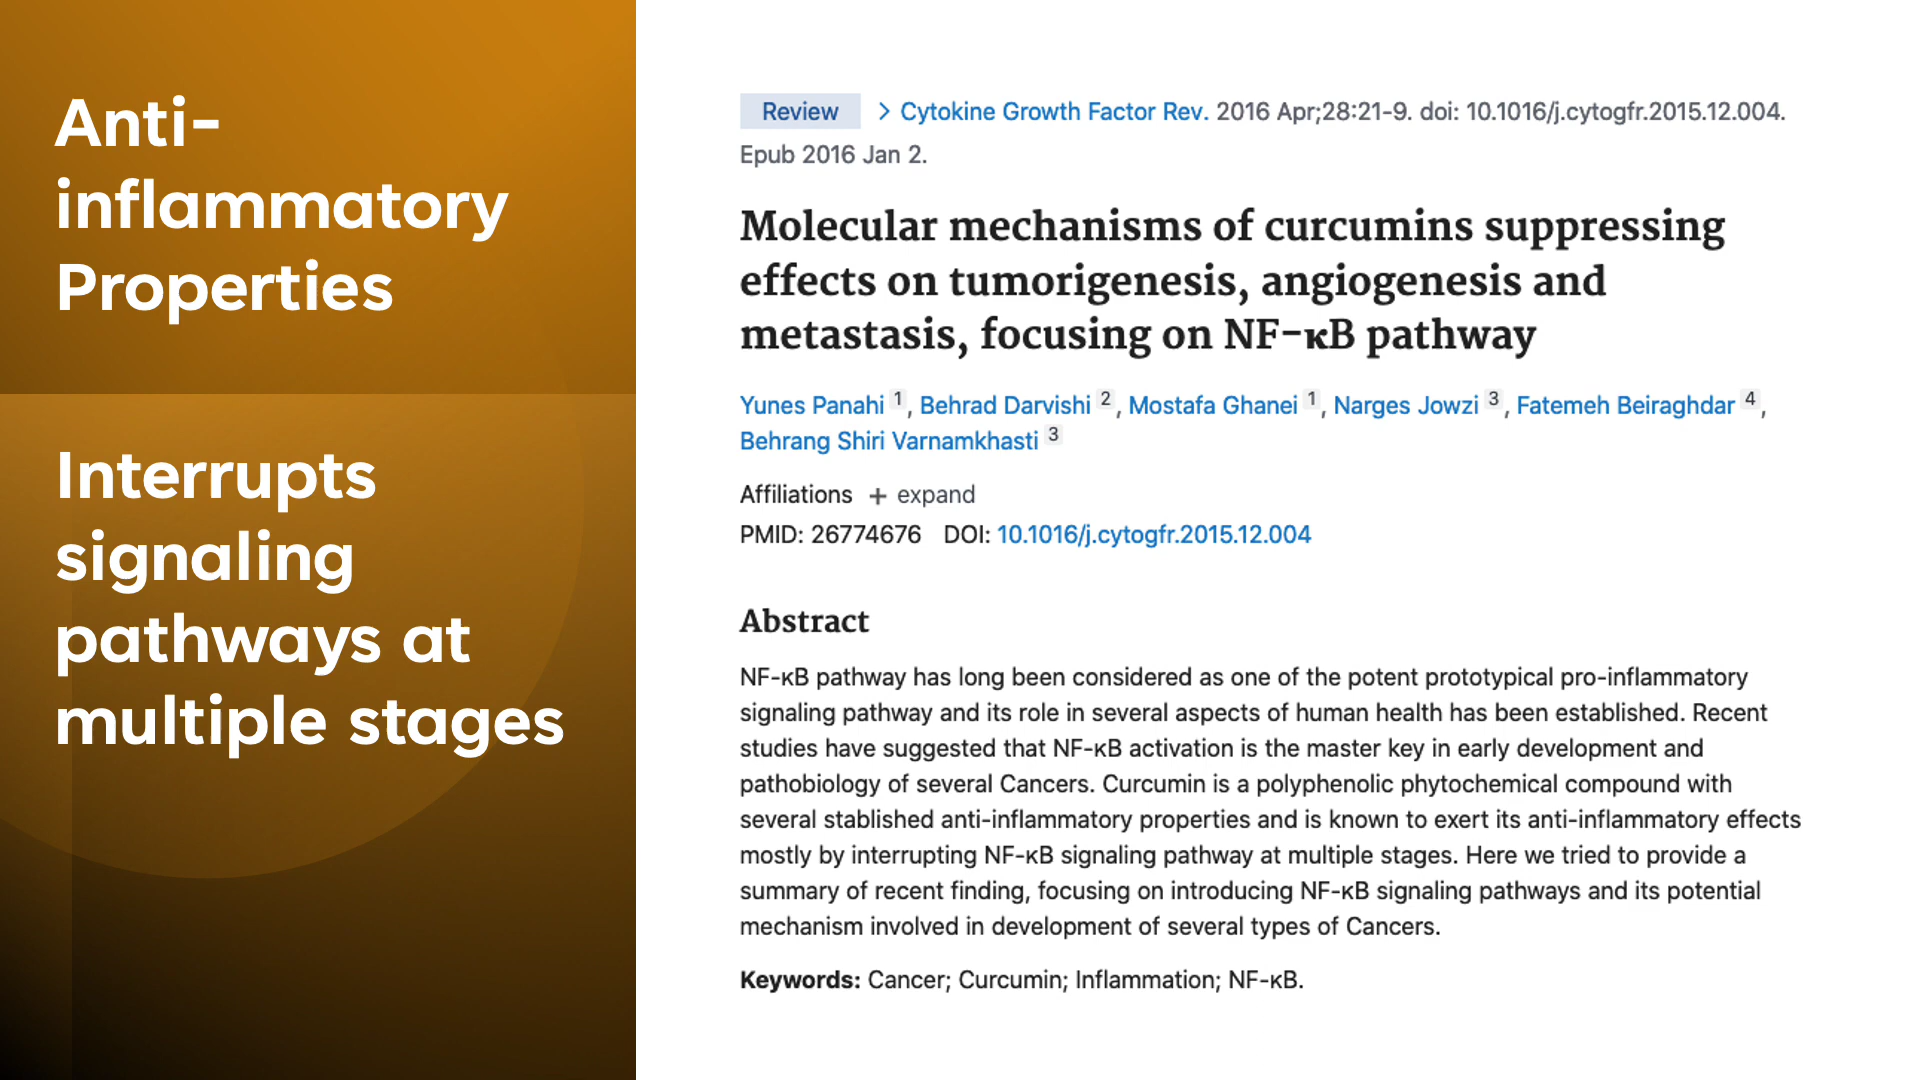 Anti-
inflammatory
Properties
Interrupts
signaling
pathways at
multiple stages
Review > Cytokine Growth Factor Rev. 2016 Apr;28:21-9. doi: 10.1016/j.cytogfr.2015.12.004.
Epub 2016 Jan 2.
Molecular mechanisms of curcumins suppressing
effects on tumorigenesis, angiogenesis and
metastasis, focusing on NF-κB pathway
Yunes Panahi 1, Behrad Darvishi 2, Mostafa Ghanei 1, Narges Jowzi 3, Fatemeh Beiraghdar 4,
Behrang Shiri Varnamkhasti 3
Affiliations + expand
PMID: 26774676 DOI: 10.1016/j.cytogfr.2015.12.004
Abstract
NF-κB pathway has long been considered as one of the potent prototypical pro-inflammatory
signaling pathway and its role in several aspects of human health has been established. Recent
studies have suggested that NF-κB activation is the master key in early development and
pathobiology of several Cancers. Curcumin is a polyphenolic phytochemical compound with
several stablished anti-inflammatory properties and is known to exert its anti-inflammatory effects
mostly by interrupting NF-κB signaling pathway at multiple stages. Here we tried to provide a
summary of recent finding, focusing on introducing NF-κB signaling pathways and its potential
mechanism involved in development of several types of Cancers.
Keywords: Cancer; Curcumin; Inflammation; NF-κB.